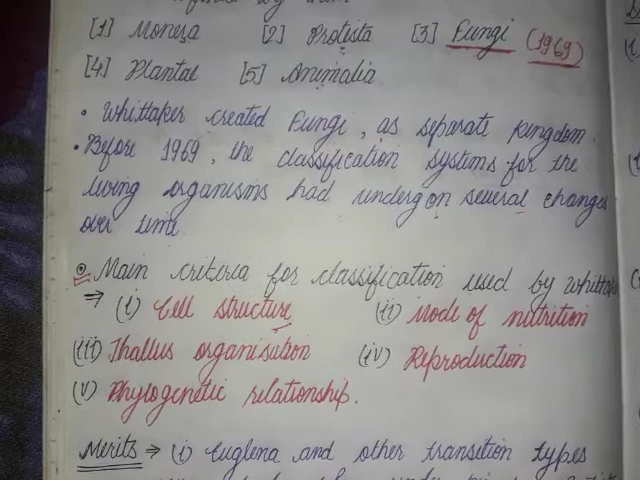 [1] Monera [2] Protista [3] Fungi (1969)
[4] Plantae [5] Animalia
• Whittaker created Fungi, as separate kingdom.
• Before 1969, the classification systems for the
living organisms had undergon several changes
over time.
Main criteria for classification used by whittak
⇒ (i) Cell structure (ii) Mode of nutrition
(iii) Thallus organisation (iv) Reproduction
(v) Phylogenetic relationship.
Merits → (i) Euglena and other transition types